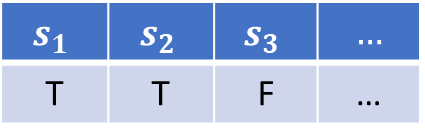 s₁ s₂ s₃ ...
T T F ...